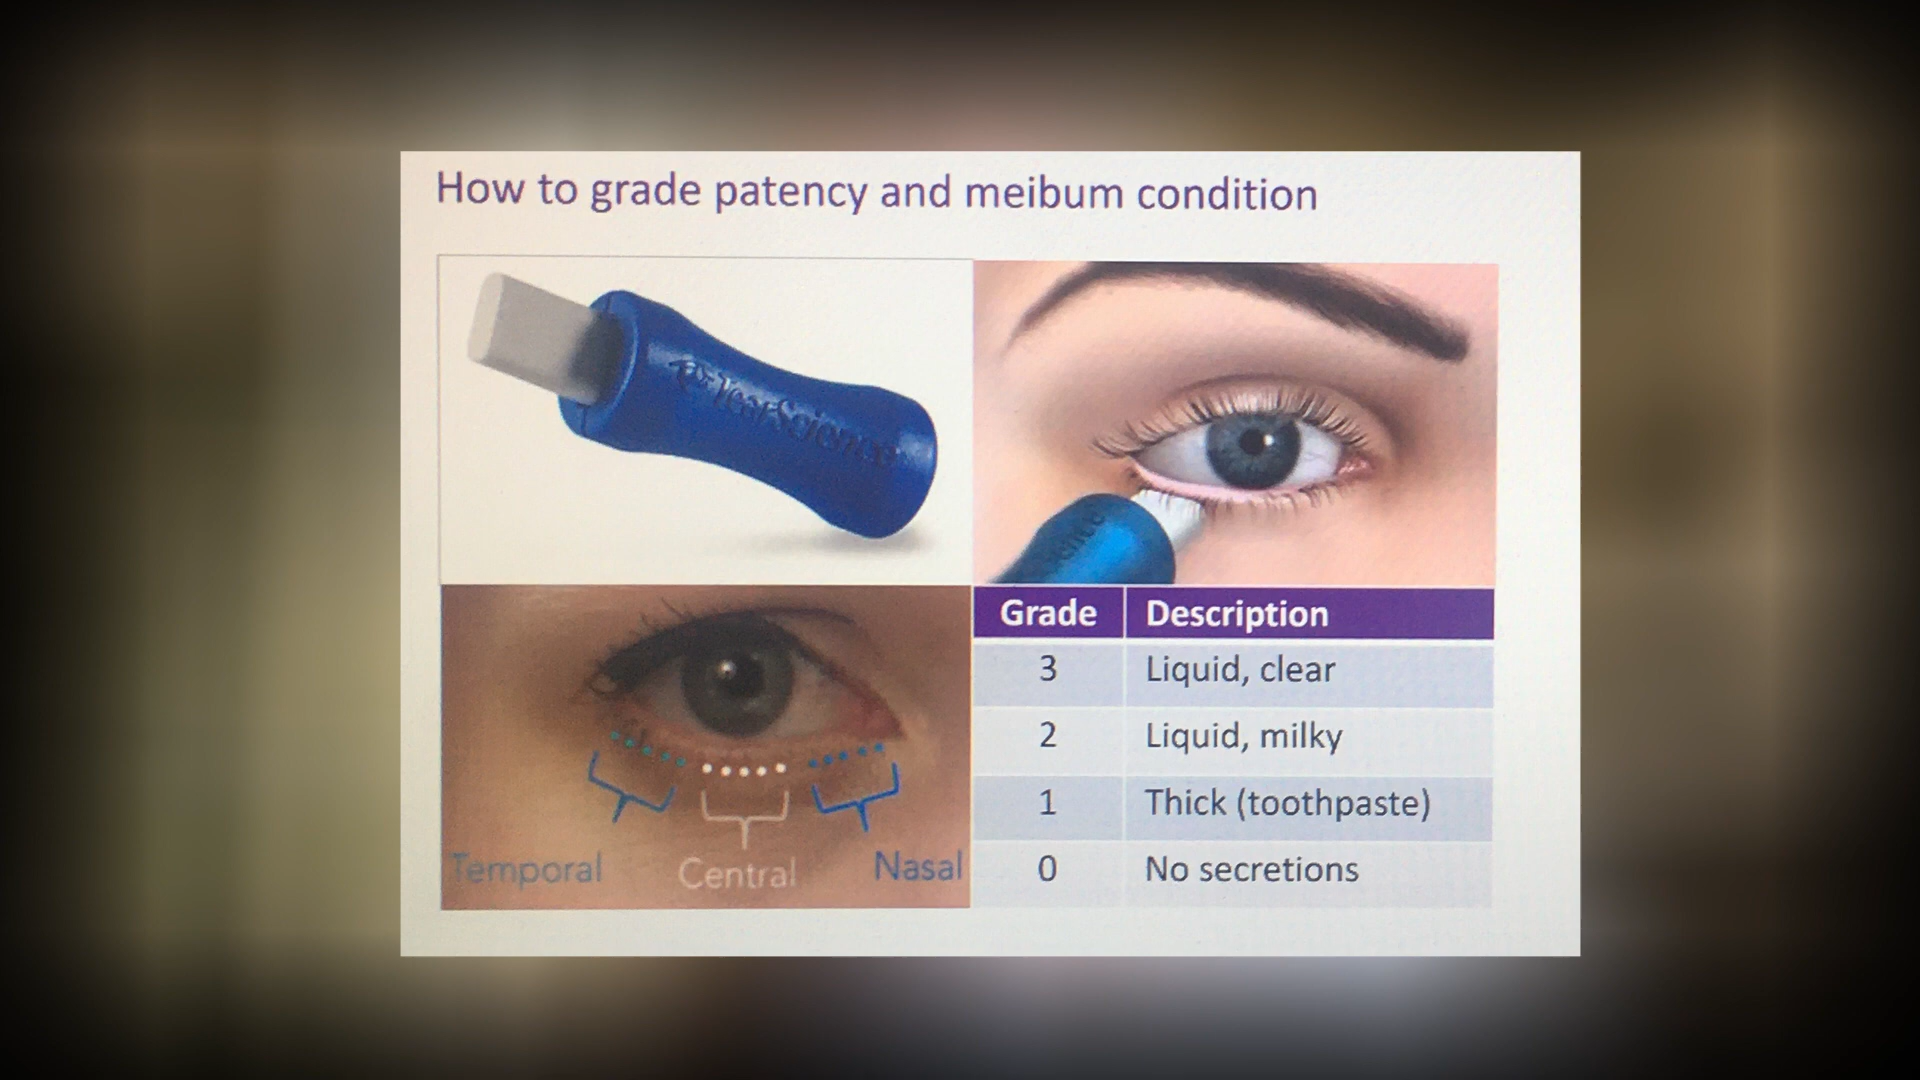 How to grade patency and meibum condition
TearScience
Temporal
Central
Nasal
Grade Description
3 Liquid, clear
2 Liquid, milky
1 Thick (toothpaste)
0 No secretions